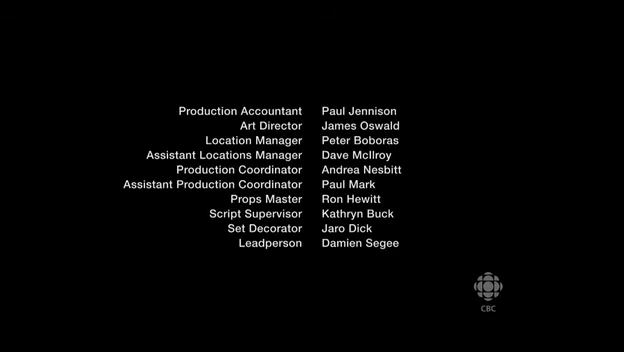 Production Accountant Paul Jennison
Art Director James Oswald
Location Manager Peter Boboras
Assistant Locations Manager Dave McIlroy
Production Coordinator Andrea Nesbitt
Assistant Production Coordinator Paul Mark
Props Master Ron Hewitt
Script Supervisor Kathryn Buck
Set Decorator Jaro Dick
Leadperson Damien Segee
CBC